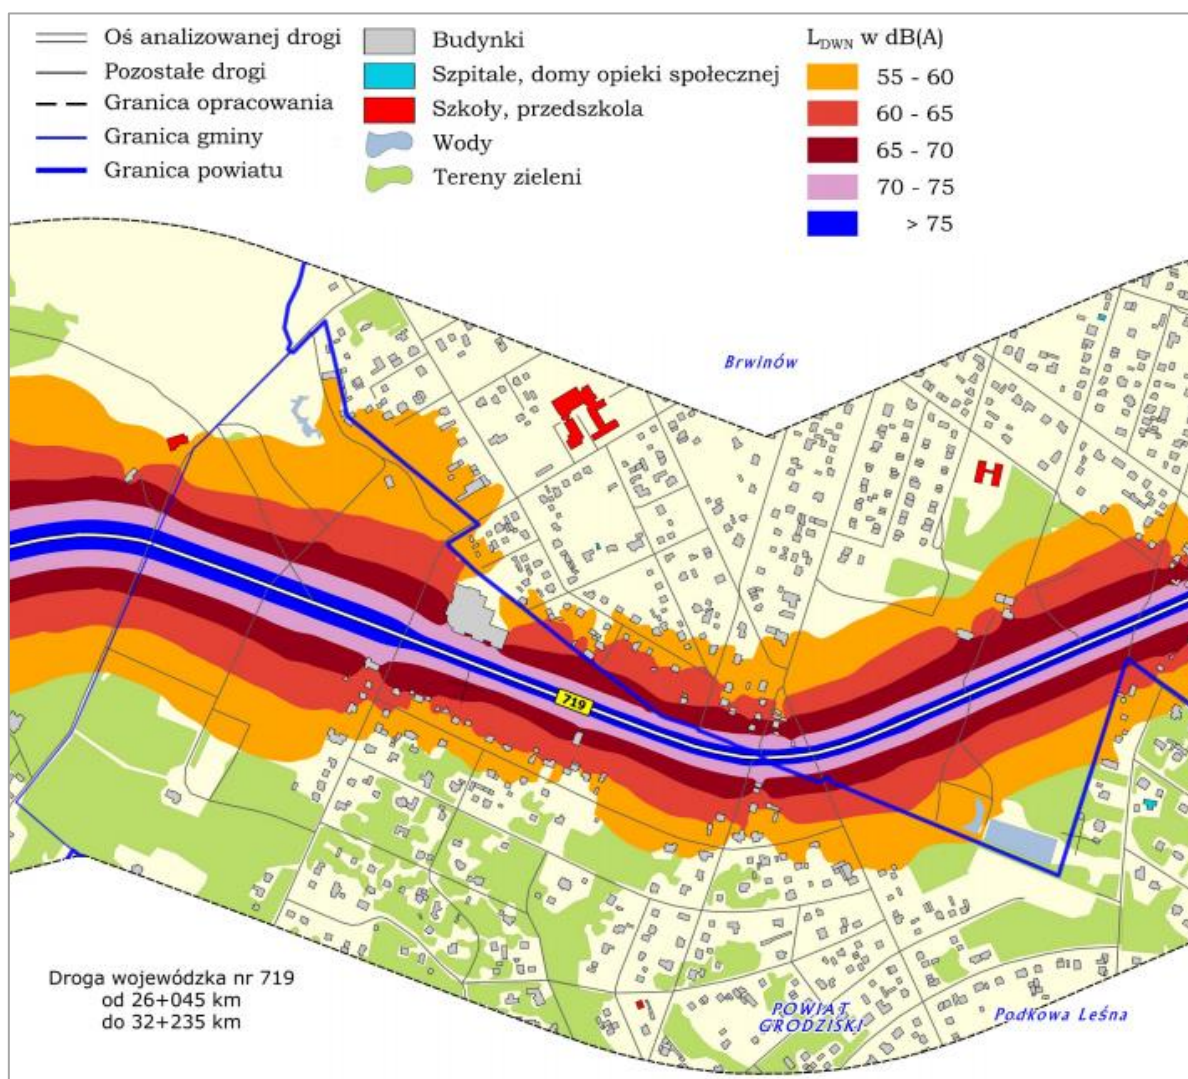 Oś analizowanej drogi
Pozostałe drogi
Granica opracowania
Granica gminy
Granica powiatu
Budynki
Szpitale, domy opieki społecznej
Szkoły, przedszkola
Wody
Tereny zieleni
LDWN w dB(A)
55 - 60
60 - 65
65 - 70
70 - 75
> 75
Brwinów
719
Droga wojewódzka nr 719
od 26+045 km
do 32+235 km
POWIAT
GRODZISKI
Podkowa Leśna